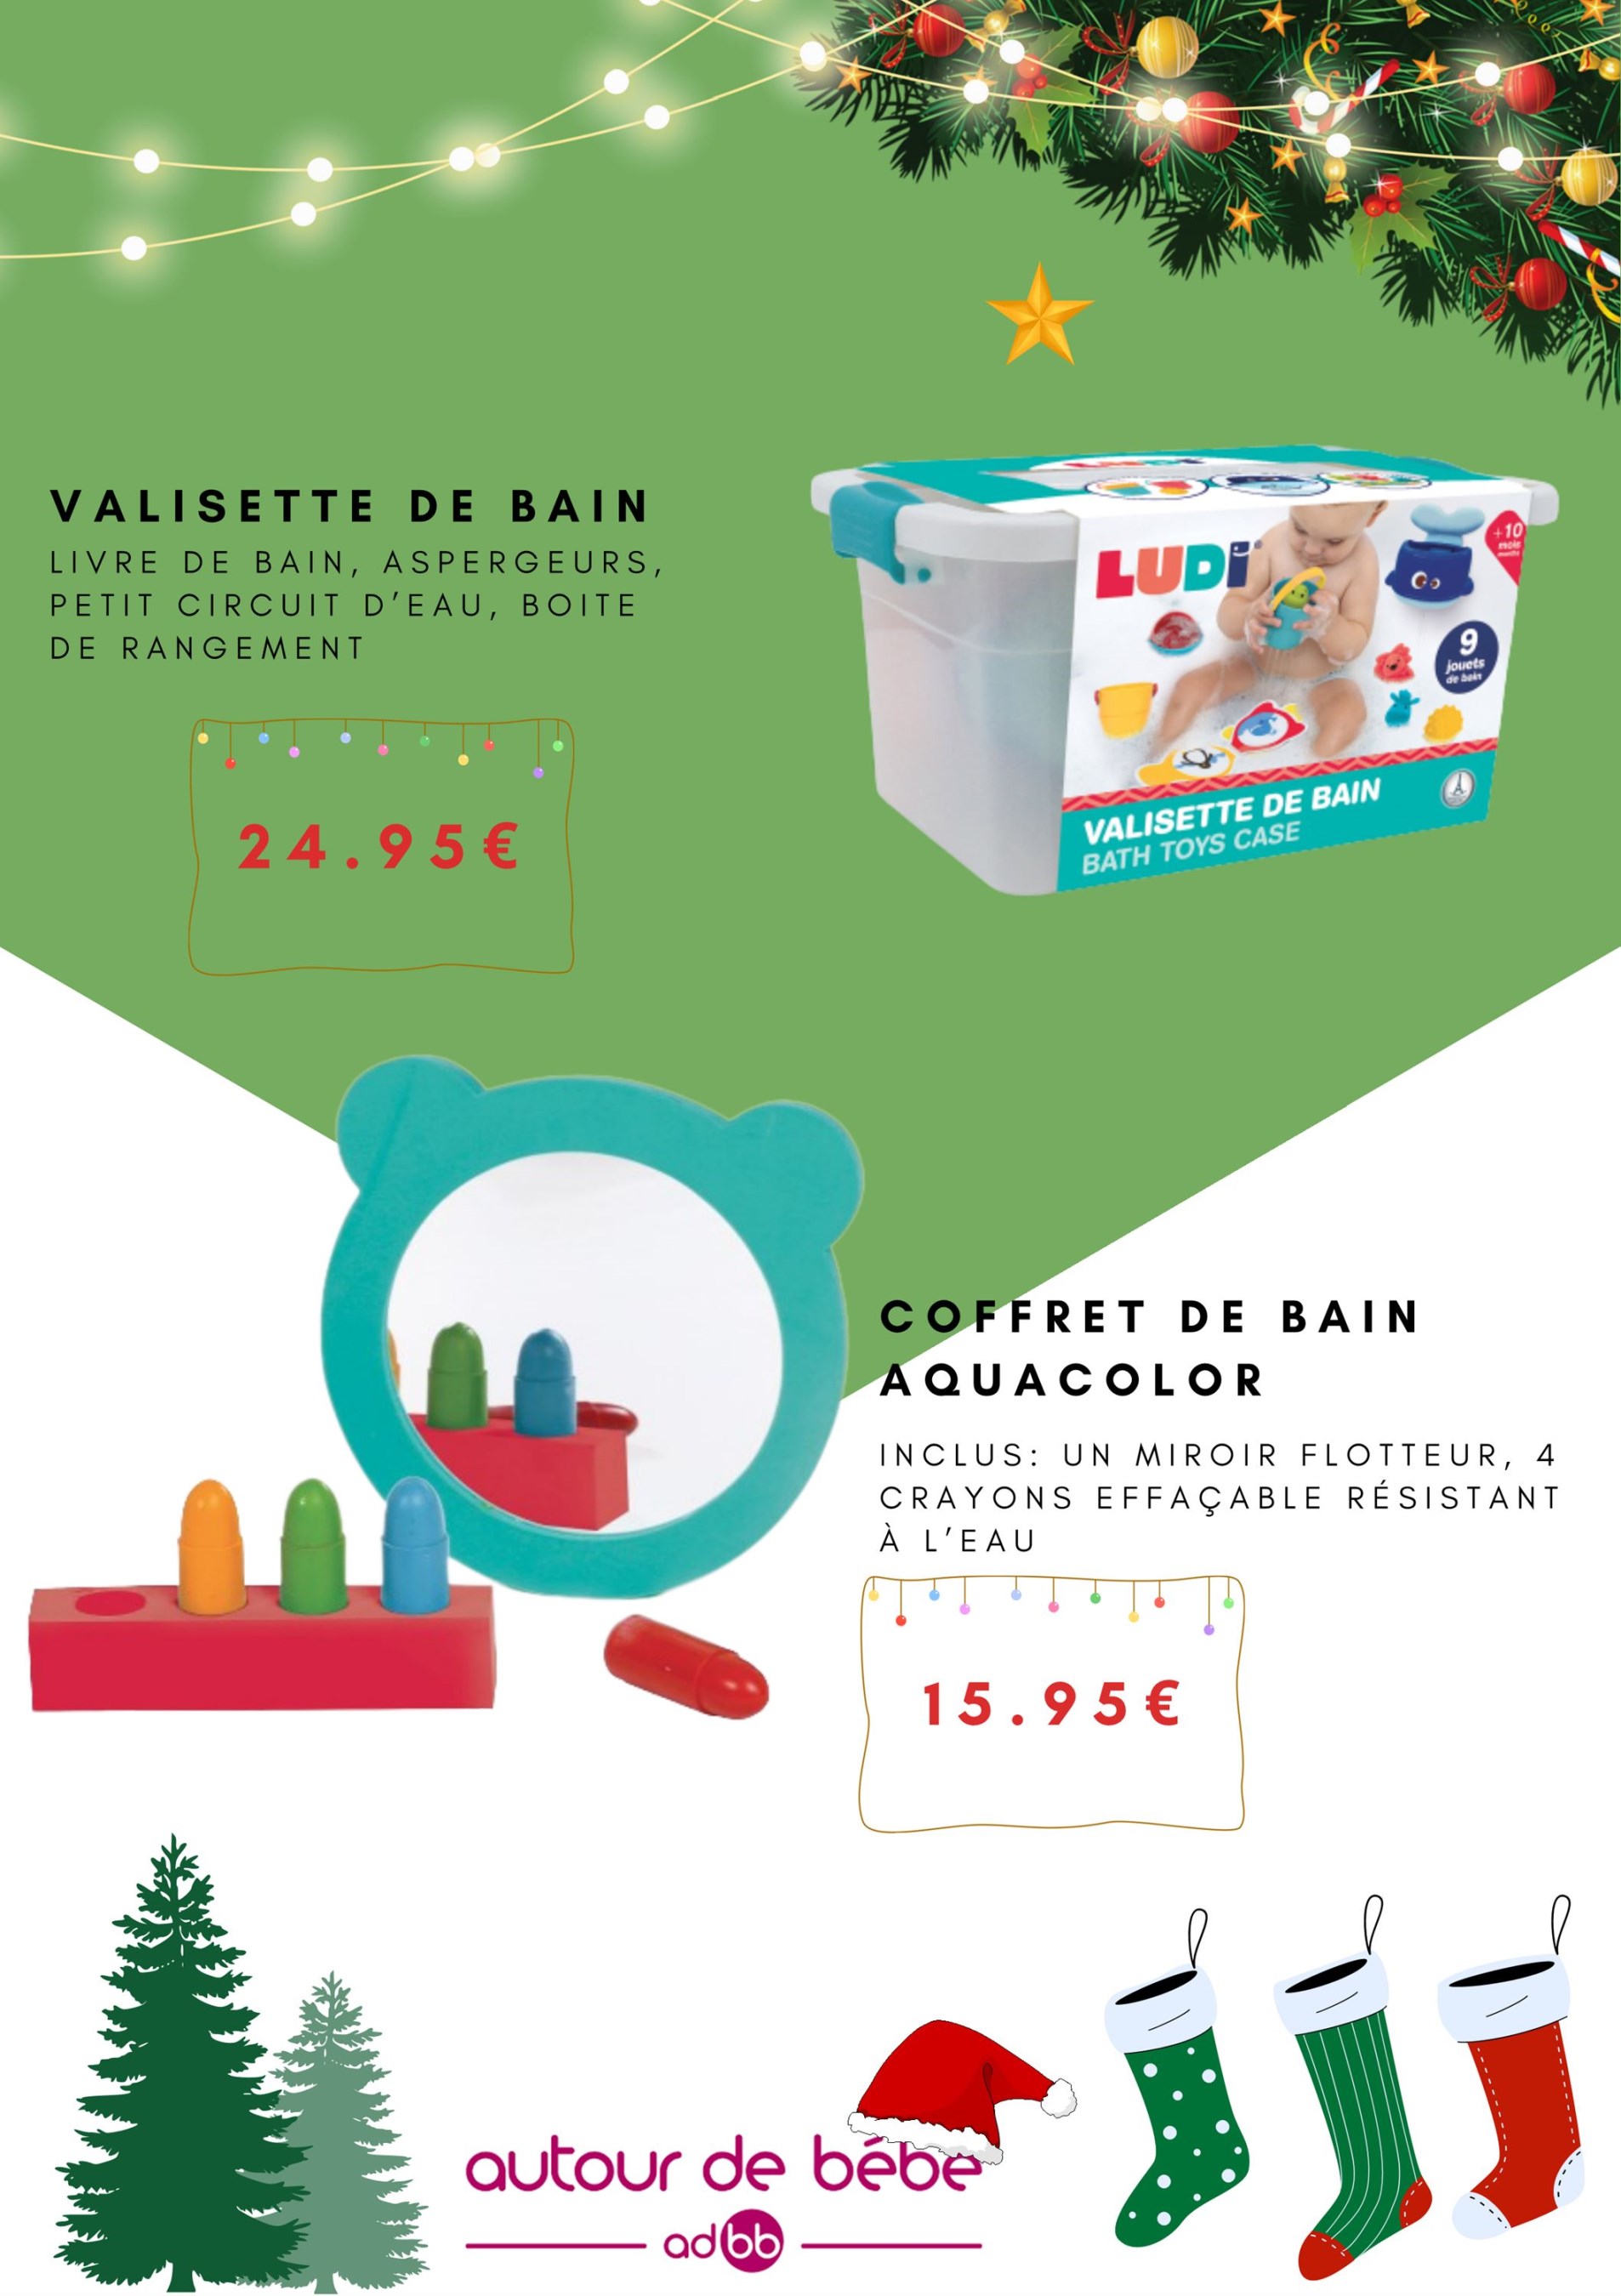 VALISETTE DE BAIN
LIVRE DE BAIN, ASPERGEURS,
PETIT CIRCUIT D'EAU, BOITE
DE RANGEMENT
24.95€
LUDi
+10
mois
months
9
jouets
de bain
VALISETTE DE BAIN
BATH TOYS CASE
COFFRET DE BAIN
AQUACOLOR
INCLUS: UN MIROIR FLOTTEUR, 4
CRAYONS EFFAÇABLE RÉSISTANT
À L'EAU
15.95€
autour de bébé
adbb